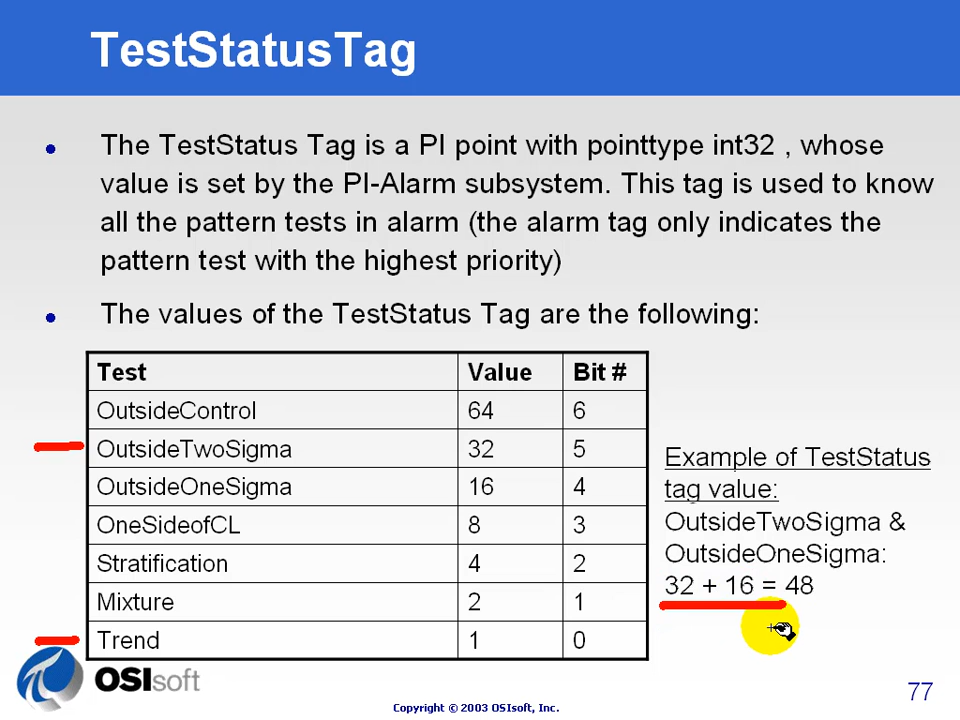 TestStatusTag
The TestStatus Tag is a PI point with pointtype int32 , whose
value is set by the PI-Alarm subsystem. This tag is used to know
all the pattern tests in alarm (the alarm tag only indicates the
pattern test with the highest priority)
The values of the TestStatus Tag are the following:
Test Value Bit #
OutsideControl 64 6
OutsideTwoSigma 32 5
OutsideOneSigma 16 4
OneSideofCL 8 3
Stratification 4 2
Mixture 2 1
Trend 1 0
Example of TestStatus
tag value:
OutsideTwoSigma &
OutsideOneSigma:
32 + 16 = 48
OSIsoft
Copyright © 2003 OSIsoft, Inc.
77